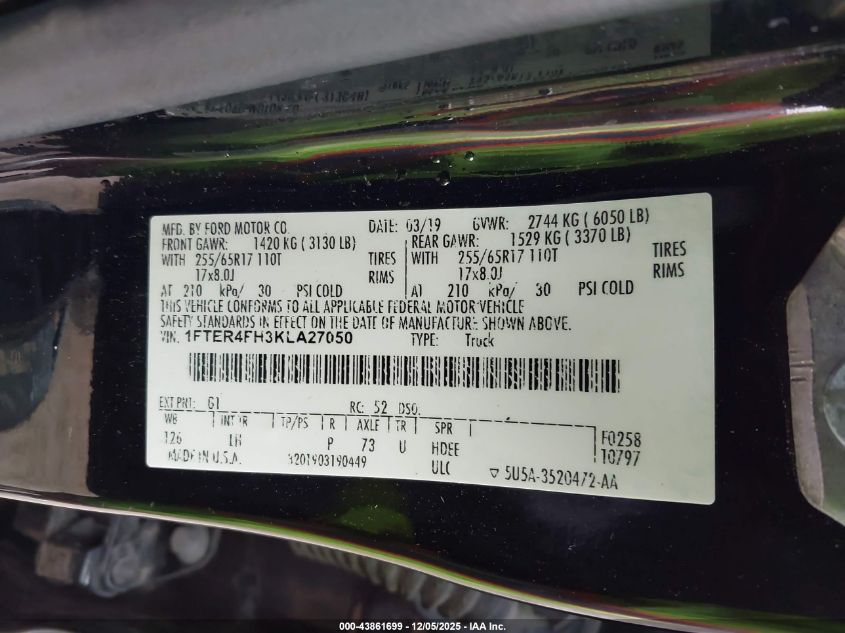 MFD. BY FORD MOTOR CO. DATE: 03/19 GVWR: 2744 KG ( 6050 LB)
FRONT GAWR: 1420 KG ( 3130 LB) REAR GAWR: 1529 KG ( 3370 LB)
WITH 255/65R17 110T TIRES WITH 255/65R17 110T TIRES
17x8.0J RIMS 17x8.0J RIMS
AT 210 kPa/ 30 PSI COLD AT 210 kPa/ 30 PSI COLD
THIS VEHICLE CONFORMS TO ALL APPLICABLE FEDERAL MOTOR VEHICLE
SAFETY STANDARDS IN EFFECT ON THE DATE OF MANUFACTURE SHOWN ABOVE.
VIN: 1FTER4FH3KLA27050 TYPE: Truck
EXT PNT: G1 RC: 52 DSO:
WB INT TR TP/PS R AXLE TR SPR
126 LH P 73 U HDEE F0258
MADE IN U.S.A. 3201903190449 ULC 5U5A-3520472-AA 10797
000-43861699 - 12/05/2025 - IAA Inc.